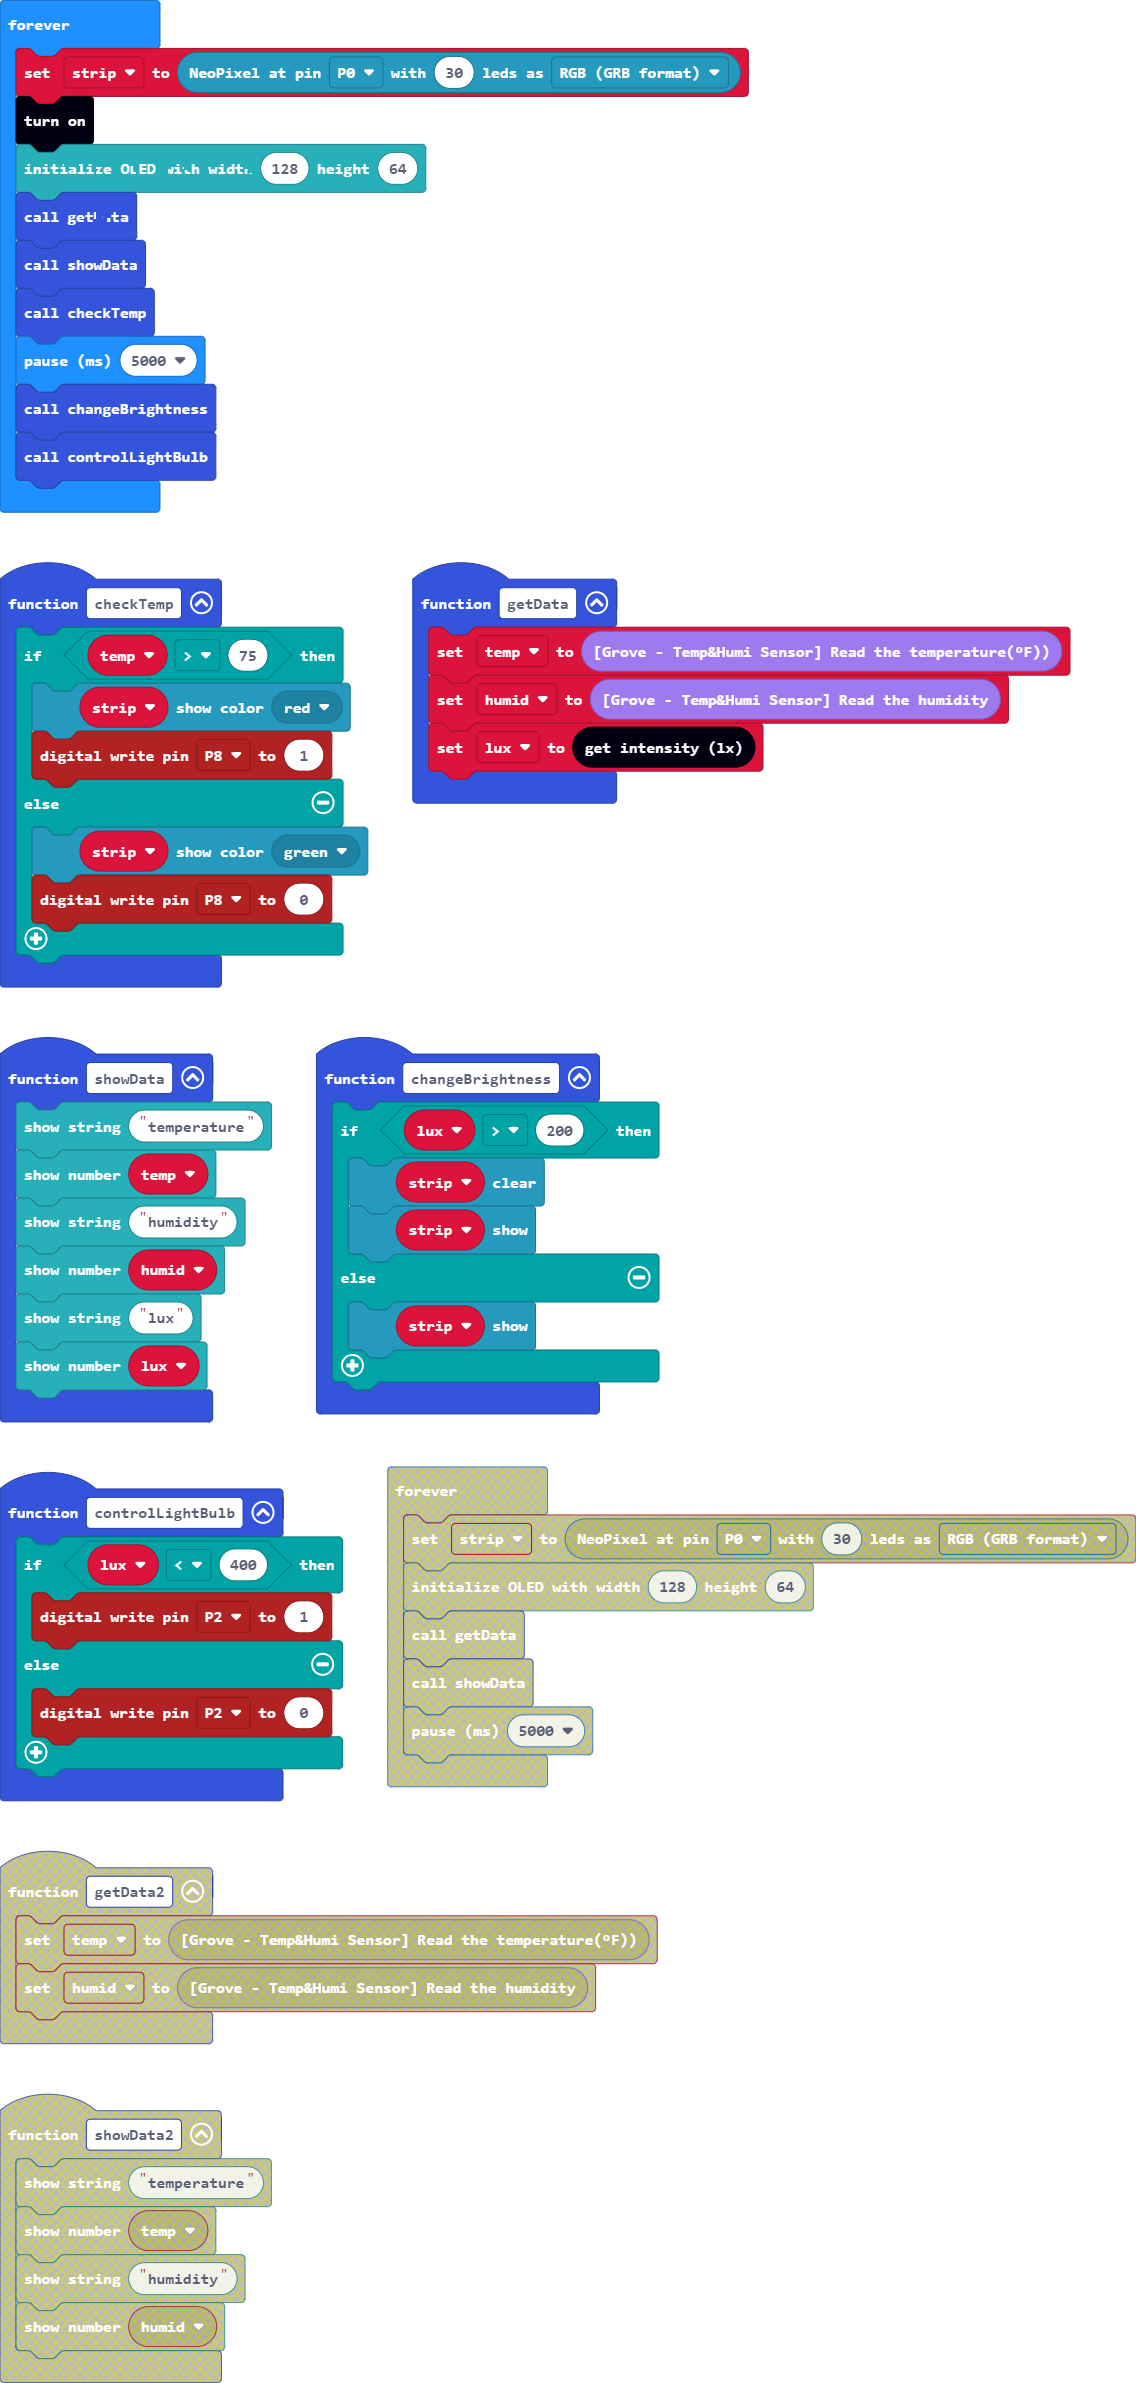 forever
set strip to NeoPixel at pin P0 with 30 leds as RGB (GRB format)
turn on
initialize OLED with width 128 height 64
call getData
call showData
call checkTemp
pause (ms) 5000
call changeBrightness
call controlLightBulb
function checkTemp
if temp > 75 then
strip show color red
digital write pin P8 to 1
else
strip show color green
digital write pin P8 to 0
function getData
set temp to [Grove - Temp&Humi Sensor] Read the temperature(°F))
set humid to [Grove - Temp&Humi Sensor] Read the humidity
set lux to get intensity (lx)
function showData
show string "temperature"
show number temp
show string "humidity"
show number humid
show string "lux"
show number lux
function changeBrightness
if lux > 200 then
strip clear
strip show
else
strip show
function controlLightBulb
if lux < 400 then
digital write pin P2 to 1
else
digital write pin P2 to 0
forever
set strip to NeoPixel at pin P0 with 30 leds as RGB (GRB format)
initialize OLED with width 128 height 64
call getData
call showData
pause (ms) 5000
function getData2
set temp to [Grove - Temp&Humi Sensor] Read the temperature(°F))
set humid to [Grove - Temp&Humi Sensor] Read the humidity
function showData2
show string "temperature"
show number temp
show string "humidity"
show number humid